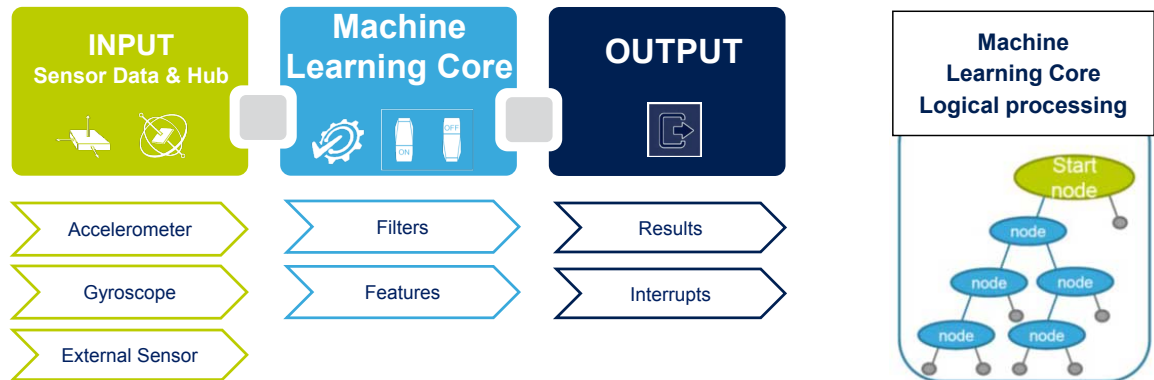 INPUT
Sensor Data & Hub
Machine
Learning Core
ON
OFF
OUTPUT
Accelerometer
Gyroscope
External Sensor
Filters
Features
Results
Interrupts
Machine
Learning Core
Logical processing
Start
node
node
node
node
node
node